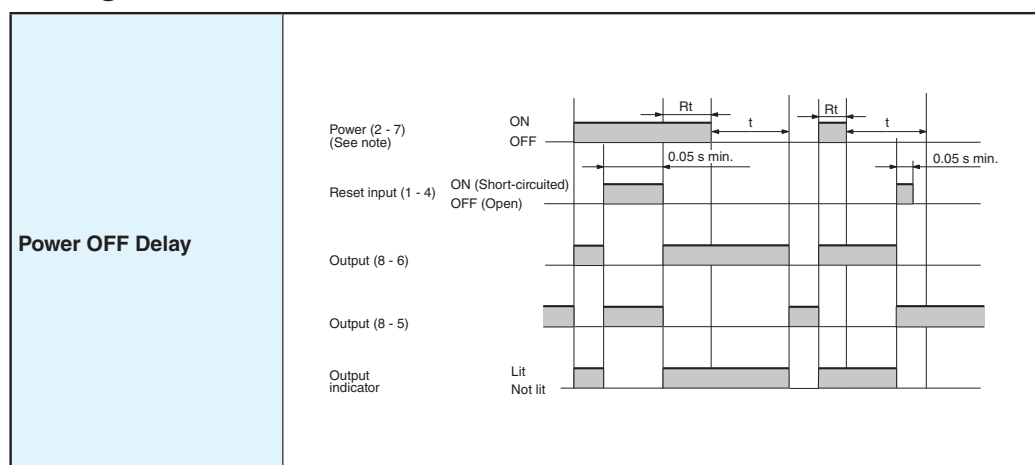 Power OFF Delay
Power (2 - 7)
(See note)
ON
OFF
Rt
t
Rt
t
Reset input (1 - 4)
ON (Short-circuited)
OFF (Open)
0.05 s min.
0.05 s min.
Output (8 - 6)
Output (8 - 5)
Output
indicator
Lit
Not lit